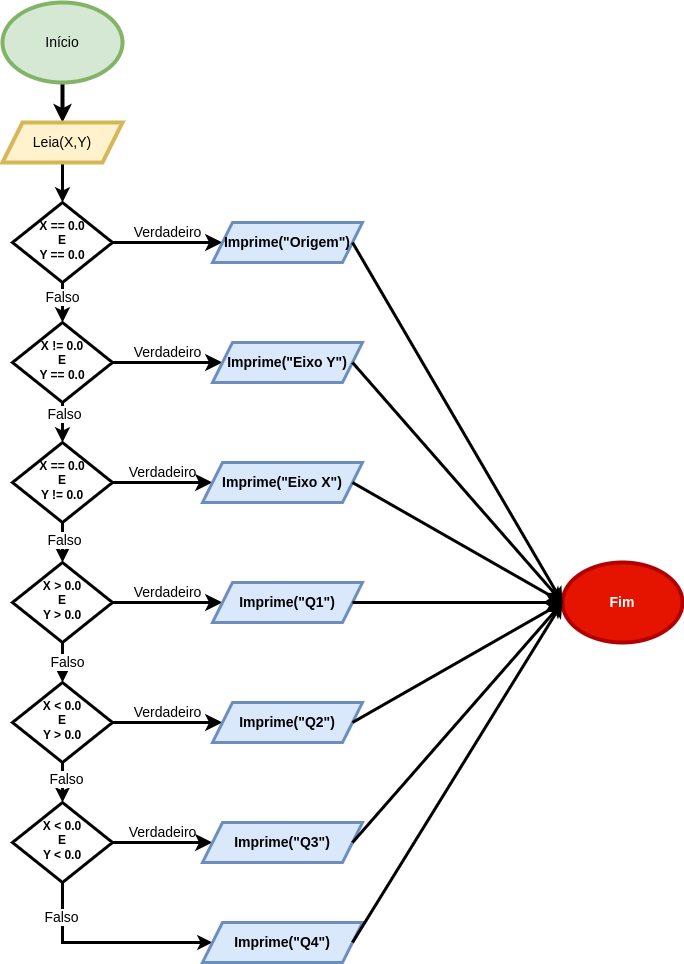 Início
Leia(X,Y)
X == 0.0
E
Y == 0.0
Verdadeiro
Imprime("Origem")
Falso
X != 0.0
E
Y == 0.0
Verdadeiro
Imprime("Eixo Y")
Falso
X == 0.0
E
Y != 0.0
Verdadeiro
Imprime("Eixo X")
Falso
X > 0.0
E
Y > 0.0
Verdadeiro
Imprime("Q1")
Fim
Falso
X < 0.0
E
Y > 0.0
Verdadeiro
Imprime("Q2")
Falso
X < 0.0
E
Y < 0.0
Verdadeiro
Imprime("Q3")
Falso
Imprime("Q4")